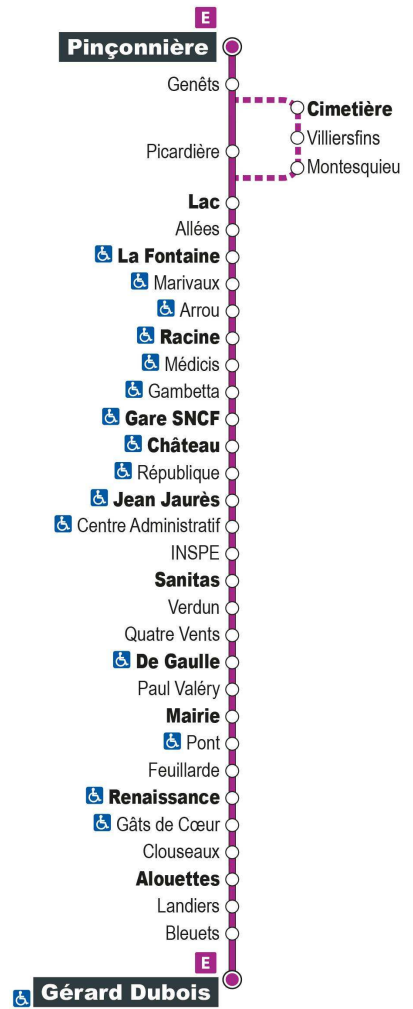 E
Pinçonnière
Genêts
Cimetière
Villiersfins
Picardière
Montesquieu
Lac
Allées
La Fontaine
Marivaux
Arrou
Racine
Médicis
Gambetta
Gare SNCF
Château
République
Jean Jaurès
Centre Administratif
INSPE
Sanitas
Verdun
Quatre Vents
De Gaulle
Paul Valéry
Mairie
Pont
Feuillarde
Renaissance
Gâts de Cœur
Clouseaux
Alouettes
Landiers
Bleuets
E
Gérard Dubois